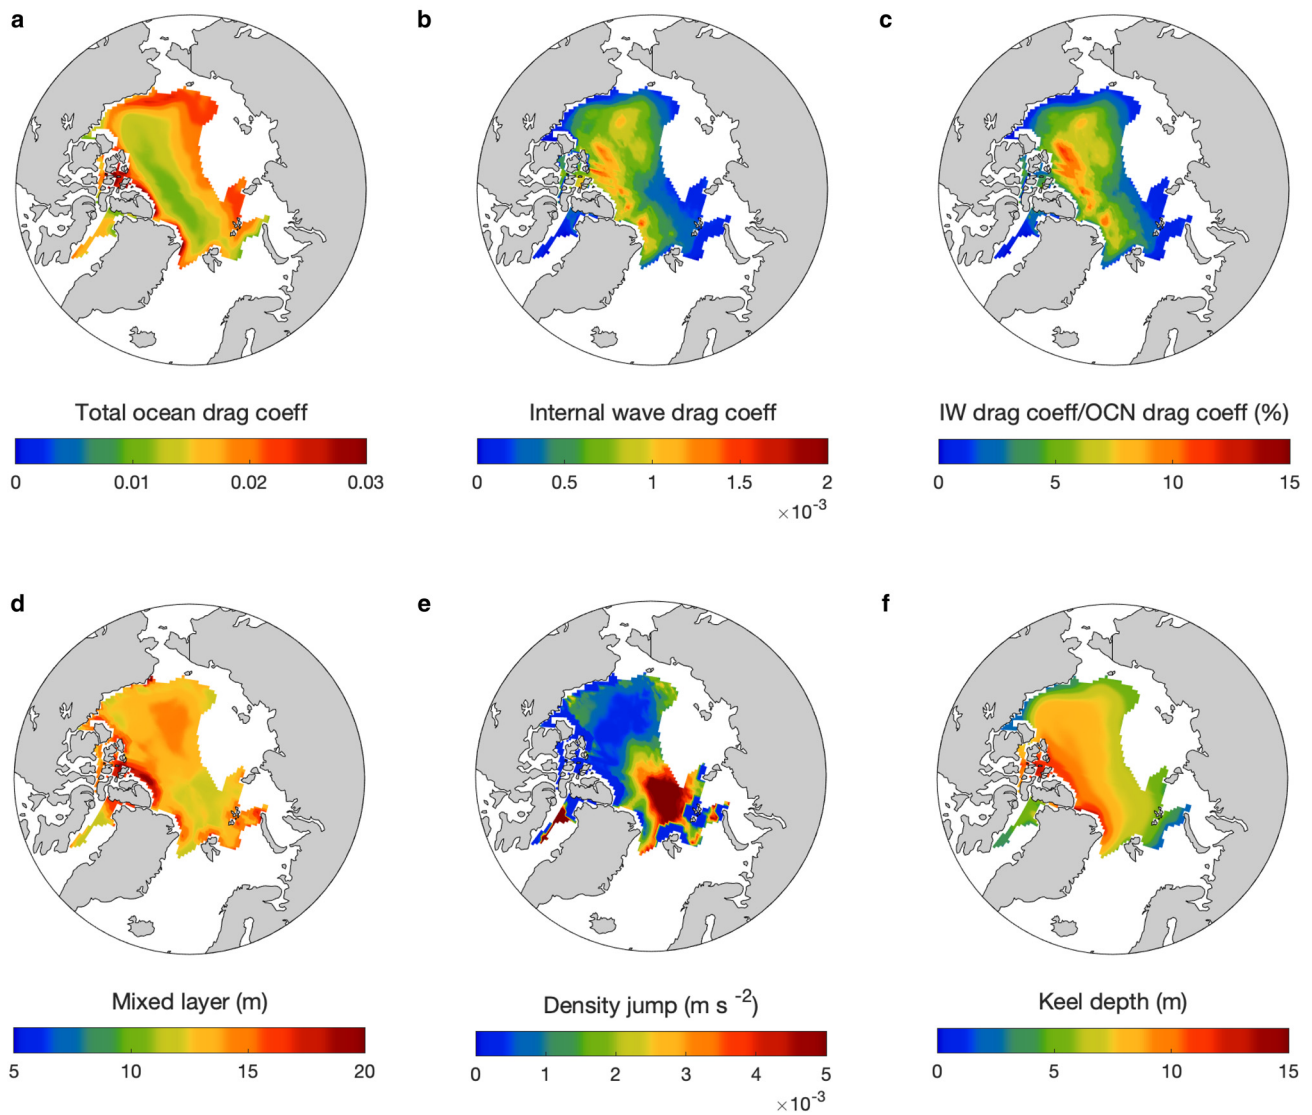 a
b
c
Total ocean drag coeff
Internal wave drag coeff
IW drag coeff/OCN drag coeff (%)
0 0.01 0.02 0.03
0 0.5 1 1.5 2
×10⁻³
0 5 10 15
d
e
f
Mixed layer (m)
Density jump (m s ⁻²)
Keel depth (m)
5 10 15 20
0 1 2 3 4 5
×10⁻³
0 5 10 15